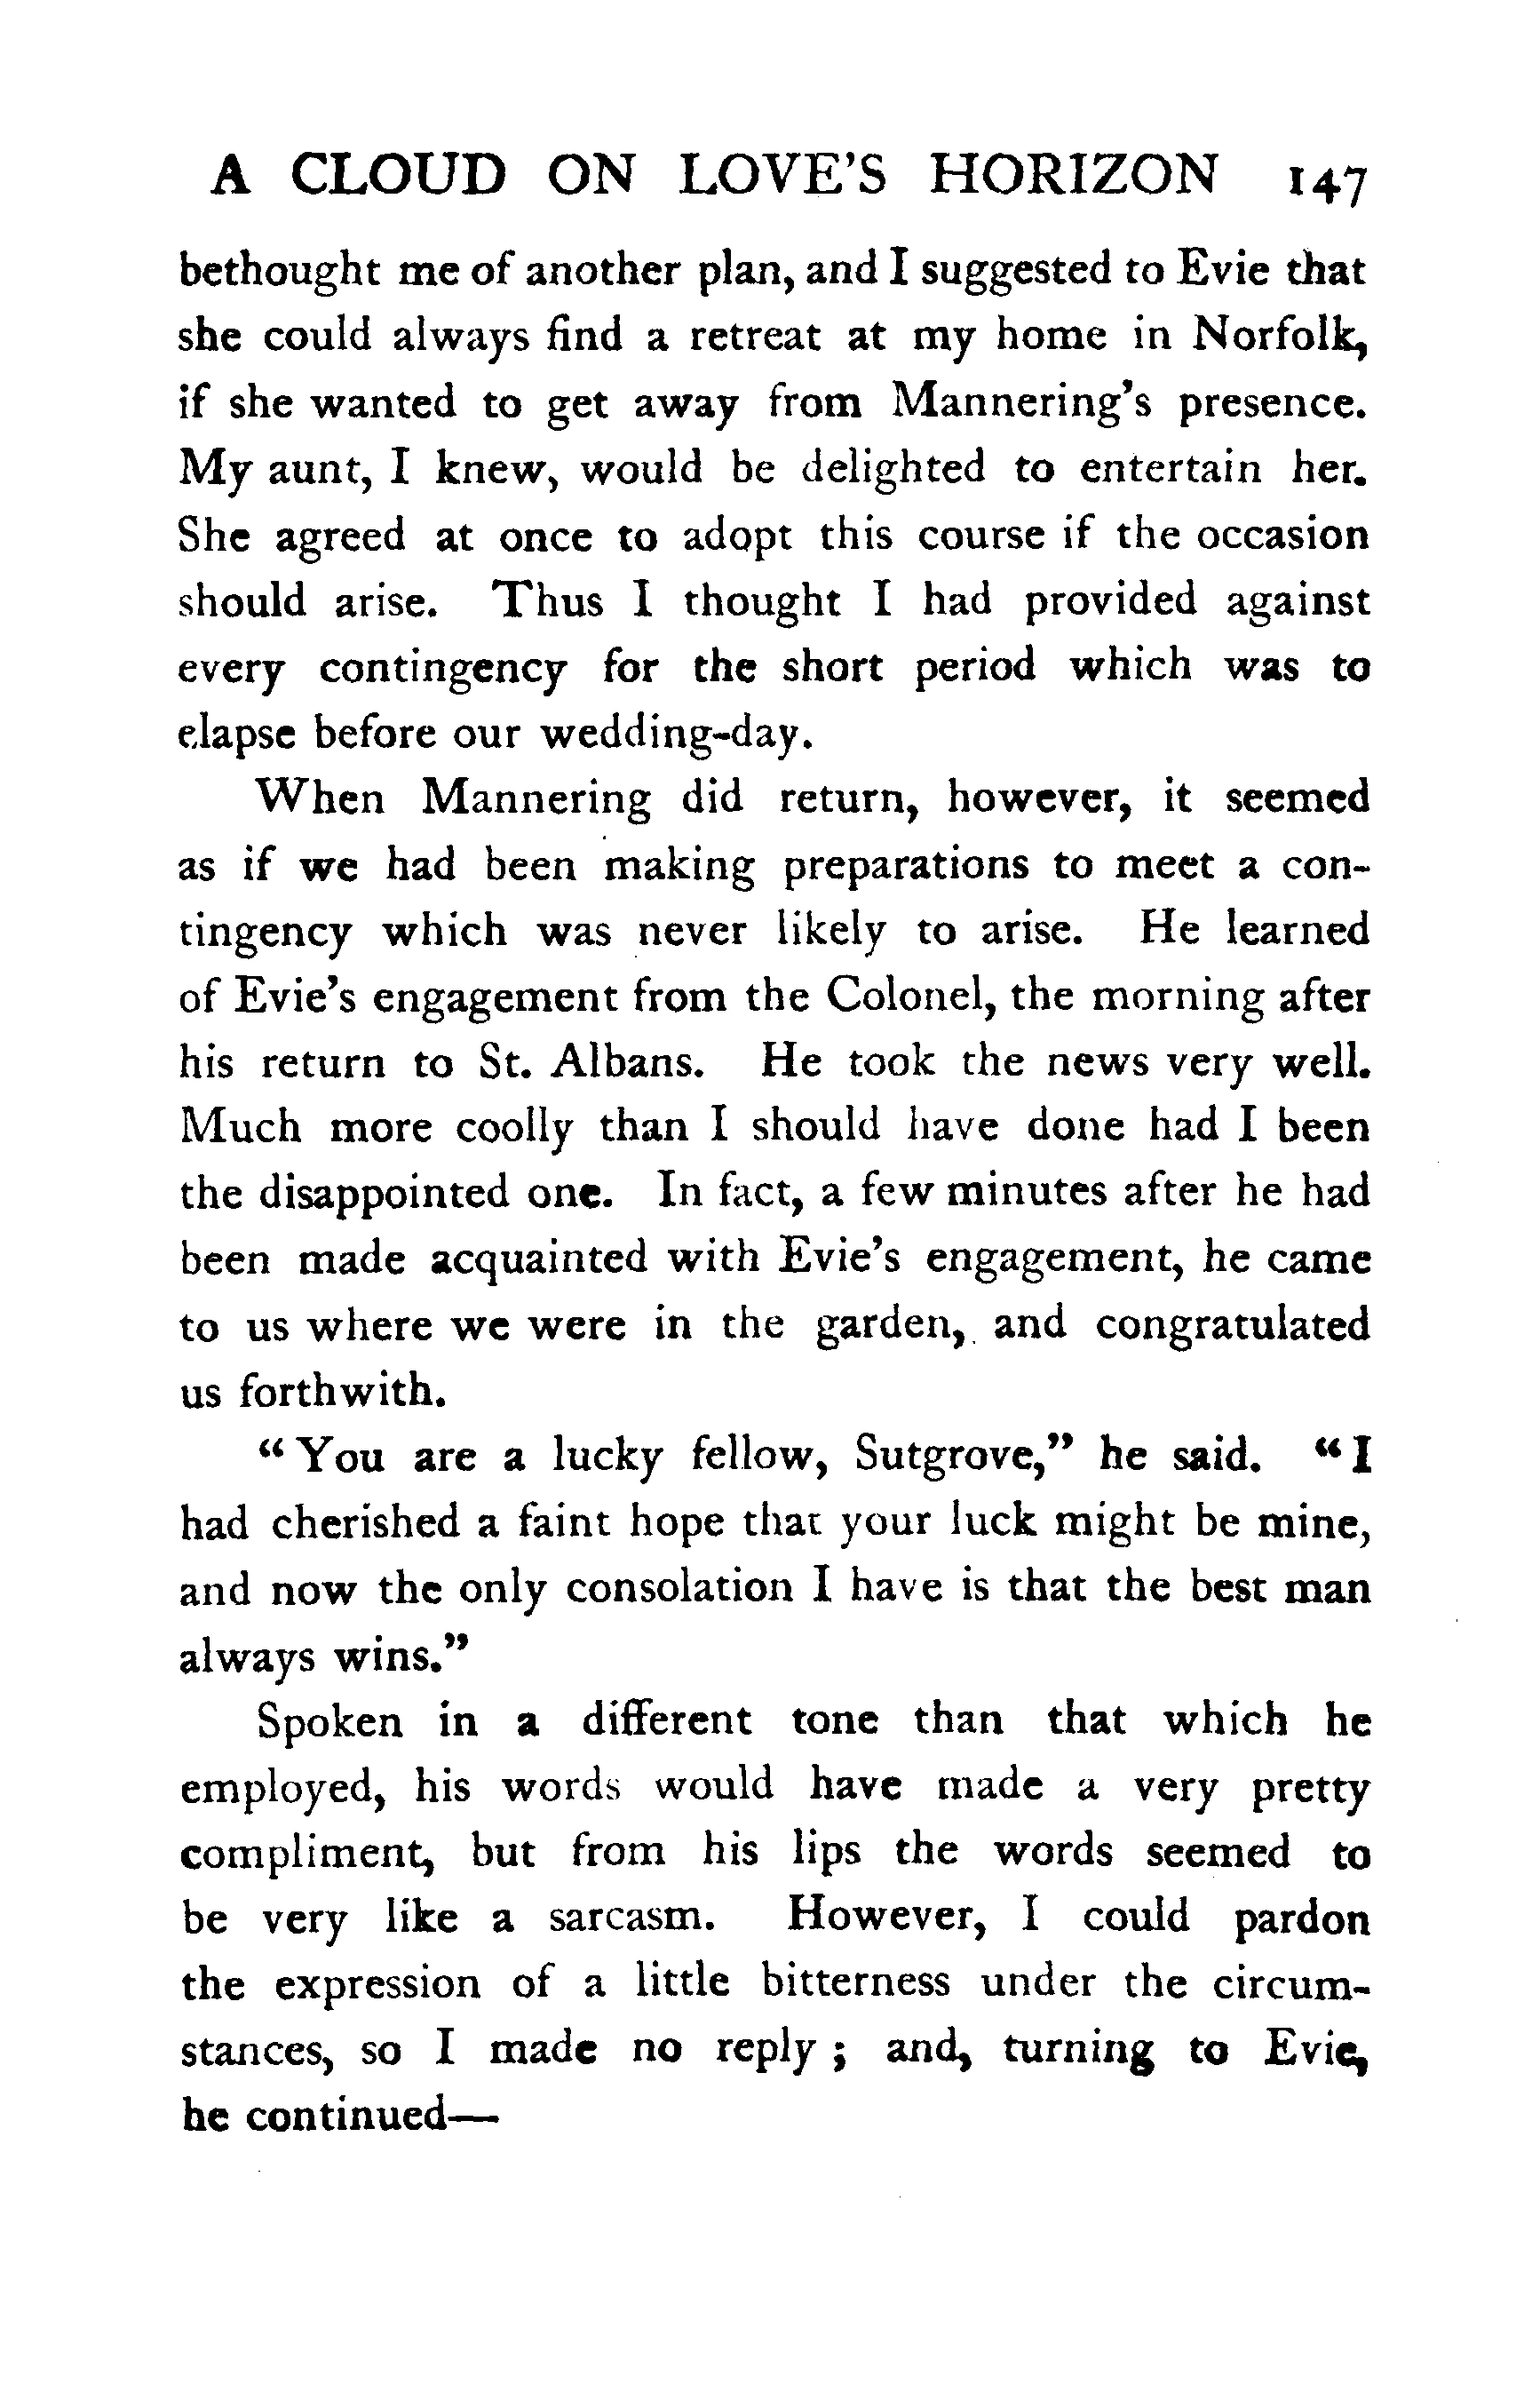 A CLOUD ON LOVE'S HORIZON 147
bethought me of another plan, and I suggested to Evie that
she could always find a retreat at my home in Norfolk,
if she wanted to get away from Mannering's presence.
My aunt, I knew, would be delighted to entertain her.
She agreed at once to adopt this course if the occasion
should arise. Thus I thought I had provided against
every contingency for the short period which was to
elapse before our wedding-day.
When Mannering did return, however, it seemed
as if we had been making preparations to meet a con-
tingency which was never likely to arise. He learned
of Evie's engagement from the Colonel, the morning after
his return to St. Albans. He took the news very well.
Much more coolly than I should have done had I been
the disappointed one. In fact, a few minutes after he had
been made acquainted with Evie's engagement, he came
to us where we were in the garden, and congratulated
us forthwith.
"You are a lucky fellow, Sutgrove," he said. "I
had cherished a faint hope that your luck might be mine,
and now the only consolation I have is that the best man
always wins."
Spoken in a different tone than that which he
employed, his words would have made a very pretty
compliment, but from his lips the words seemed to
be very like a sarcasm. However, I could pardon
the expression of a little bitterness under the circum-
stances, so I made no reply ; and, turning to Evie,
he continued—